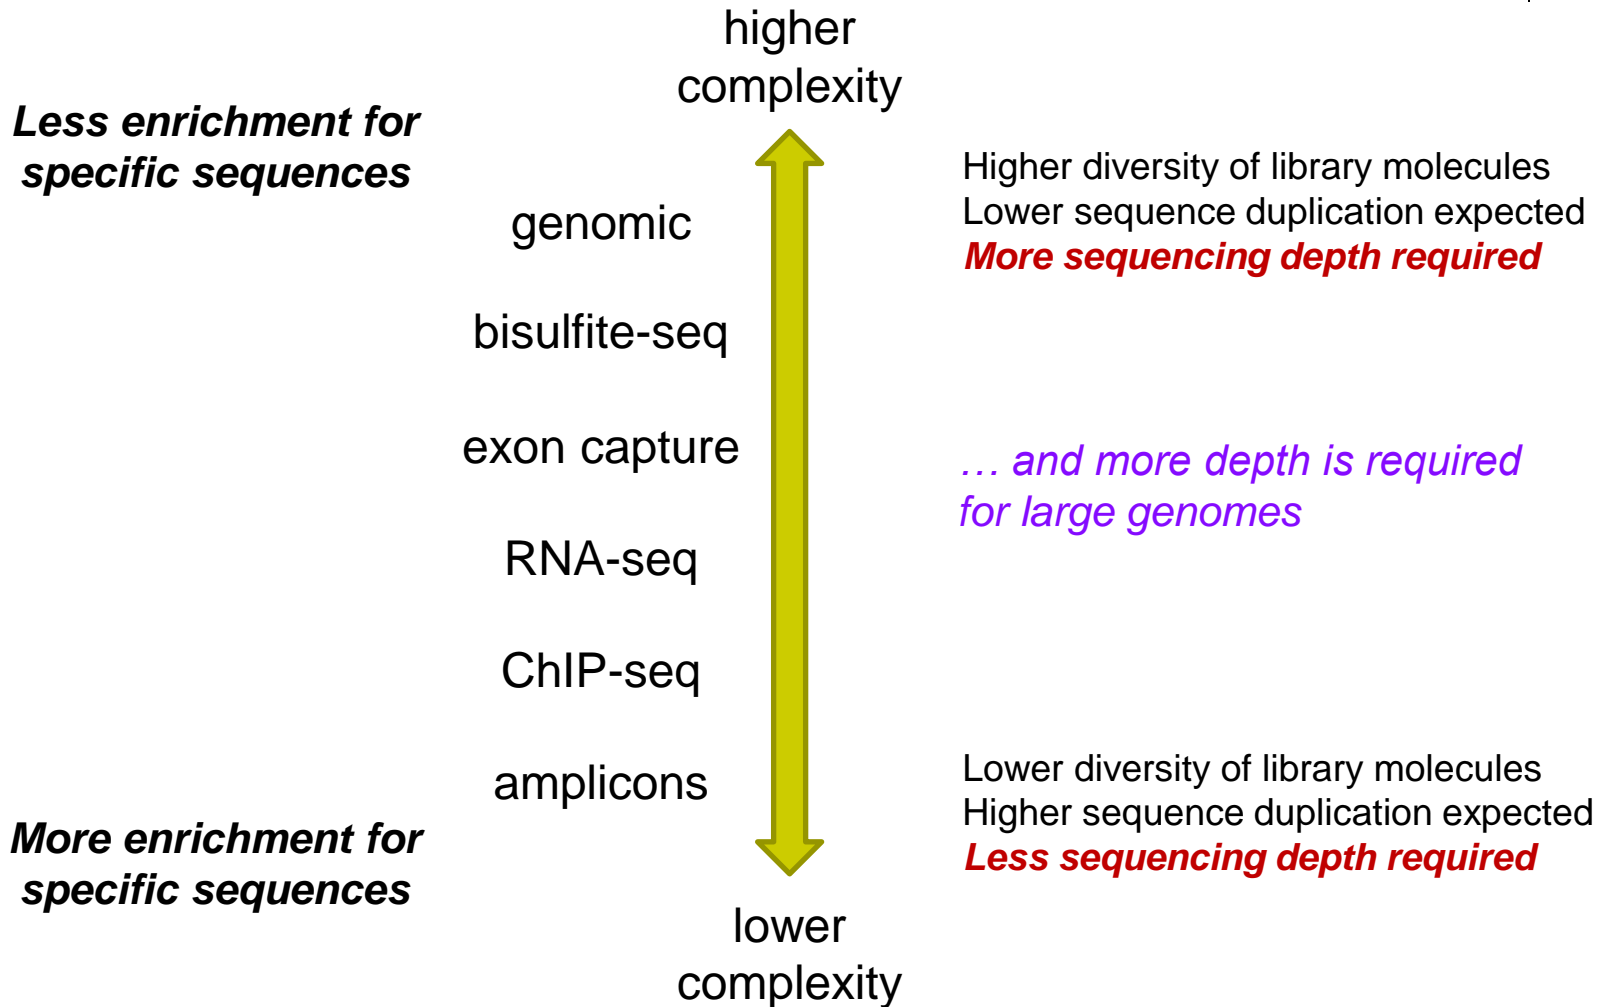 higher
complexity
Less enrichment for
specific sequences
Higher diversity of library molecules
Lower sequence duplication expected
More sequencing depth required
genomic
bisulfite-seq
exon capture
… and more depth is required
for large genomes
RNA-seq
ChIP-seq
amplicons
Lower diversity of library molecules
Higher sequence duplication expected
Less sequencing depth required
More enrichment for
specific sequences
lower
complexity